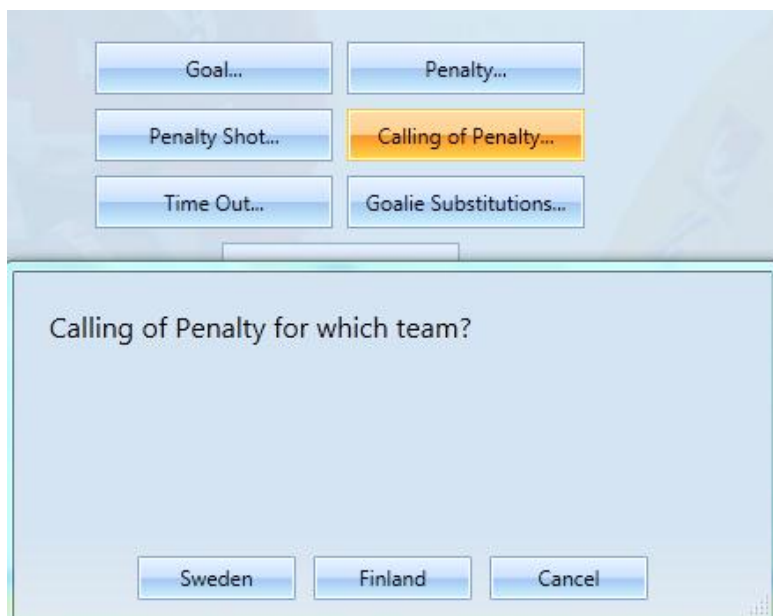 Goal... Penalty...
Penalty Shot... Calling of Penalty...
Time Out... Goalie Substitutions...
Calling of Penalty for which team?
Sweden Finland Cancel